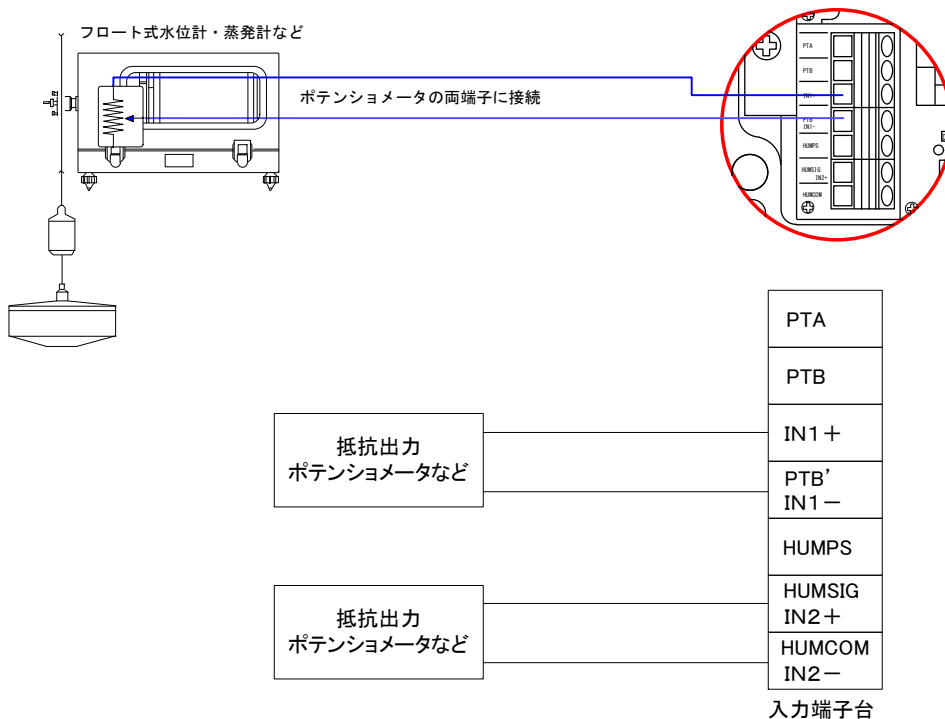 フロート式水位計・蒸発計など
ポテンショメータの両端子に接続
PTA
PTB
IN1+
PTB
IN1-
HUMPS
HUMSIG
IN2+
HUMCOM
PTA
PTB
抵抗出力
ポテンショメータなど
IN1+
PTB'
IN1-
HUMPS
抵抗出力
ポテンショメータなど
HUMSIG
IN2+
HUMCOM
IN2-
入力端子台